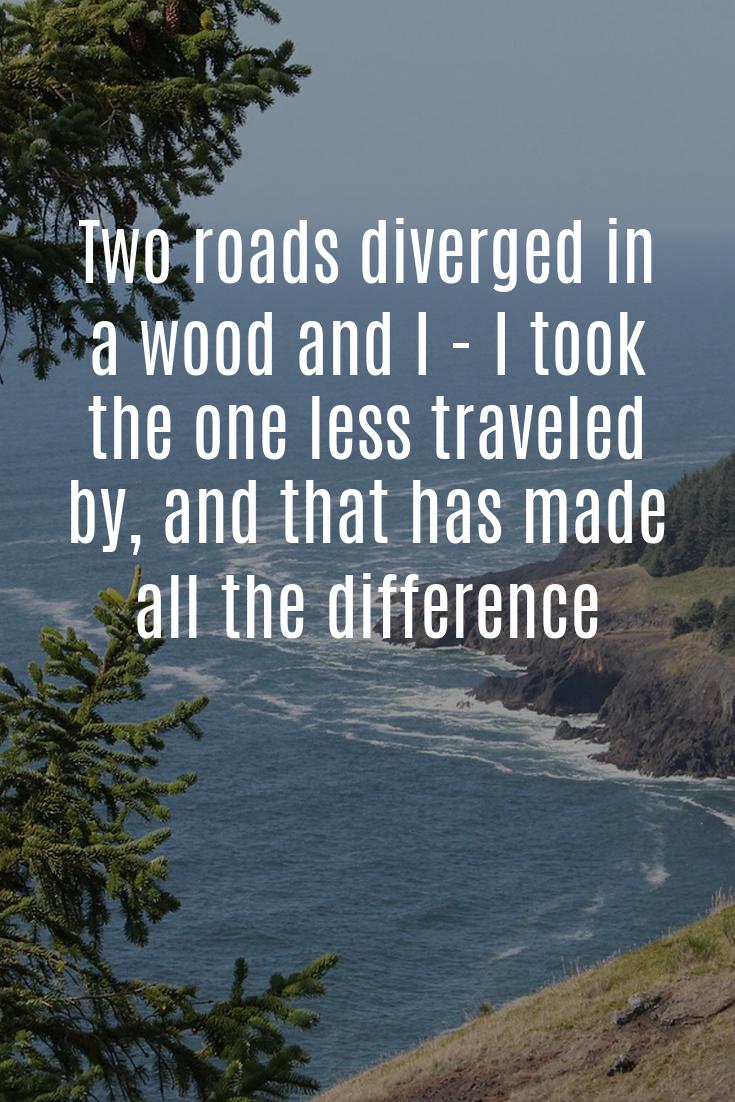 Two roads diverged in
a wood and I - I took
the one less traveled
by, and that has made
all the difference